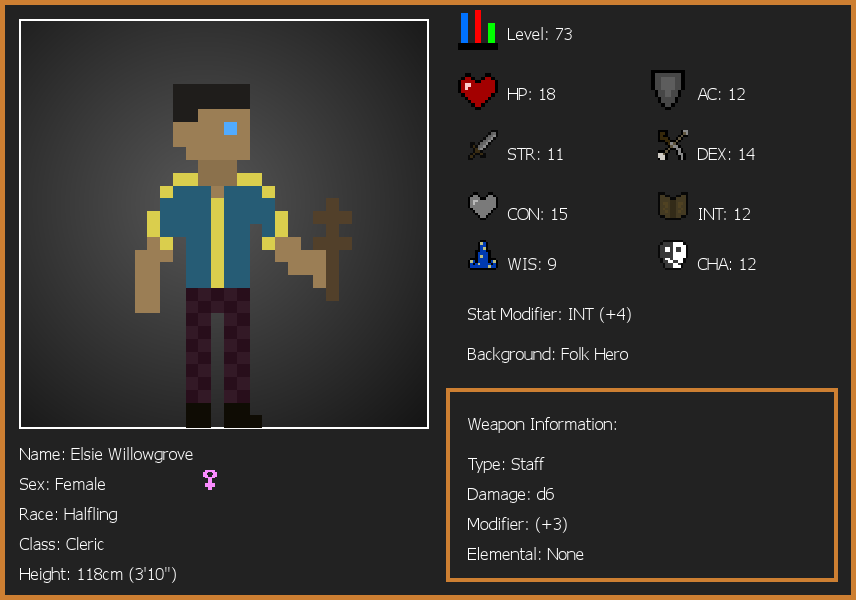 Level: 73
HP: 18
AC: 12
STR: 11
DEX: 14
CON: 15
INT: 12
WIS: 9
CHA: 12
Stat Modifier: INT (+4)
Background: Folk Hero
Weapon Information:
Type: Staff
Damage: d6
Modifier: (+3)
Elemental: None
Name: Elsie Willowgrove
Sex: Female
Race: Halfling
Class: Cleric
Height: 118cm (3'10")